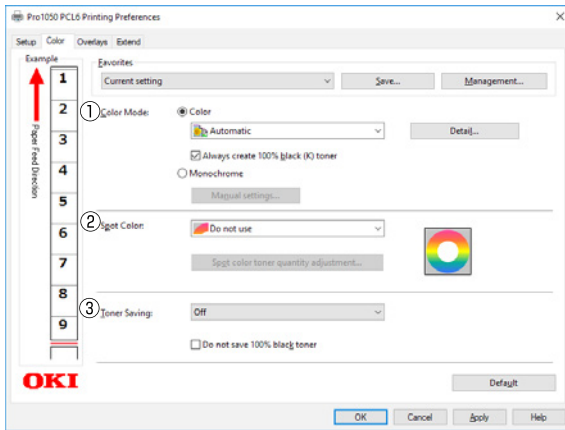 Pro1050 PCL6 Printing Preferences
Setup Color Overlays Extend
Example
Paper Feed Direction
1
2
3
4
5
6
7
8
9
OKI
Favorites
Current setting Save... Management...
① Color Mode: Color
Automatic Detail...
Always create 100% black (K) toner
Monochrome
Manual settings...
② Spot Color: Do not use
Spot color toner quantity adjustment...
③ Toner Saving: Off
Do not save 100% black toner
Default
OK Cancel Apply Help